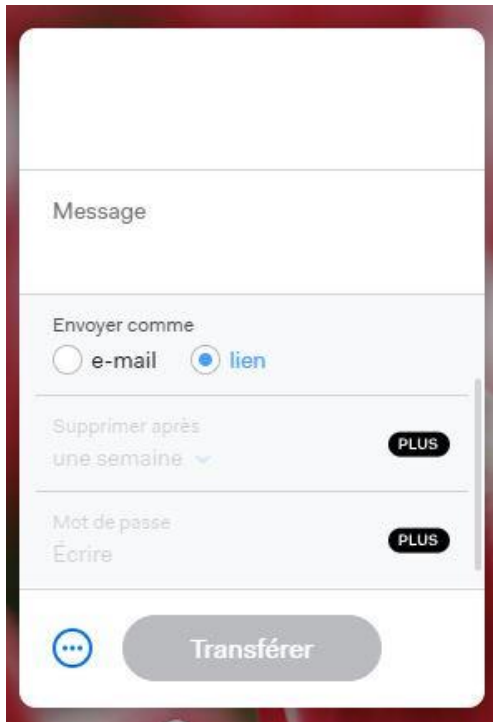 Message
Envoyer comme
e-mail lien
Supprimer après
une semaine
PLUS
Mot de passe
Écrire
PLUS
Transférer